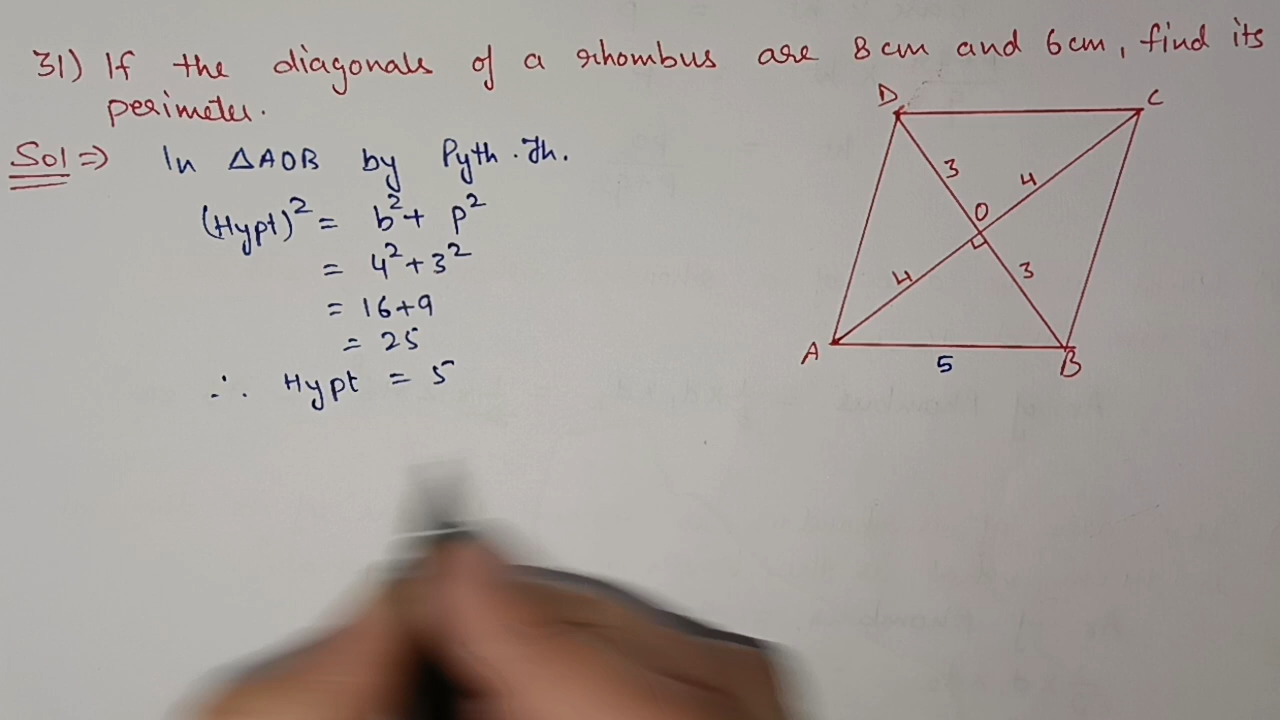 31) If the diagonals of a rhombus are 8 cm and 6 cm, find its
perimeter.
Sol ⇒ In △AOB by Pyth. Th.
(Hypt)² = b² + p²
= 4² + 3²
= 16+9
= 25
∴ Hypt = 5
D
C
3
4
O
4
3
A
5
B